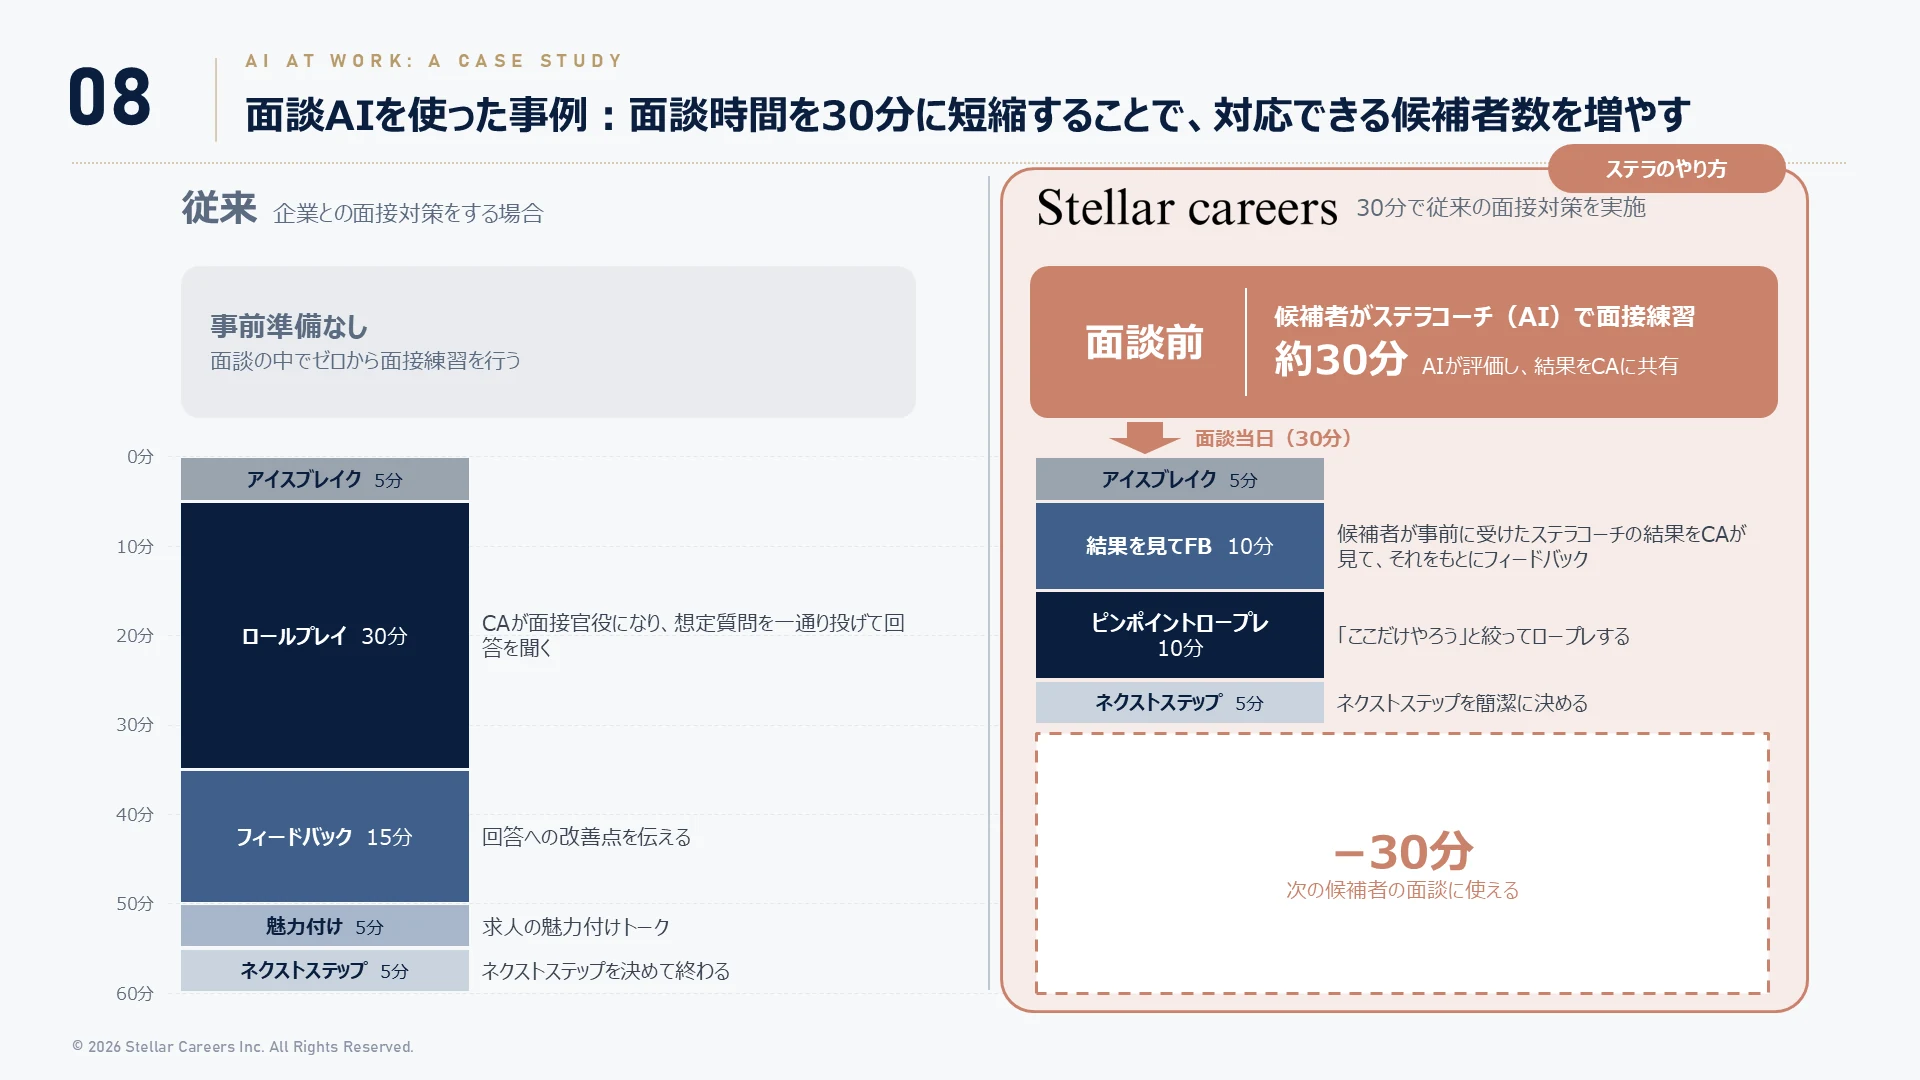 08
AI AT WORK: A CASE STUDY
面談AIを使った事例：面談時間を30分に短縮することで、対応できる候補者数を増やす
従来 企業との面接対策をする場合
事前準備なし
面談の中でゼロから面接練習を行う
0分
10分
20分
30分
40分
50分
60分
アイスブレイク 5分
ロールプレイ 30分
CAが面接官役になり、想定質問を一通り投げて回
答を聞く
フィードバック 15分
回答への改善点を伝える
魅力付け 5分
求人の魅力付けトーク
ネクストステップ 5分
ネクストステップを決めて終わる
ステラのやり方
Stellar careers 30分で従来の面接対策を実施
面談前
候補者がステラコーチ（AI）で面接練習
約30分 AIが評価し、結果をCAに共有
面談当日（30分）
アイスブレイク 5分
結果を見てFB 10分
候補者が事前に受けたステラコーチの結果をCAが
見て、それをもとにフィードバック
ピンポイントロープレ
10分
「ここだけやろう」と絞ってロープレする
ネクストステップ 5分
ネクストステップを簡潔に決める
−30分
次の候補者の面談に使える
© 2026 Stellar Careers Inc. All Rights Reserved.